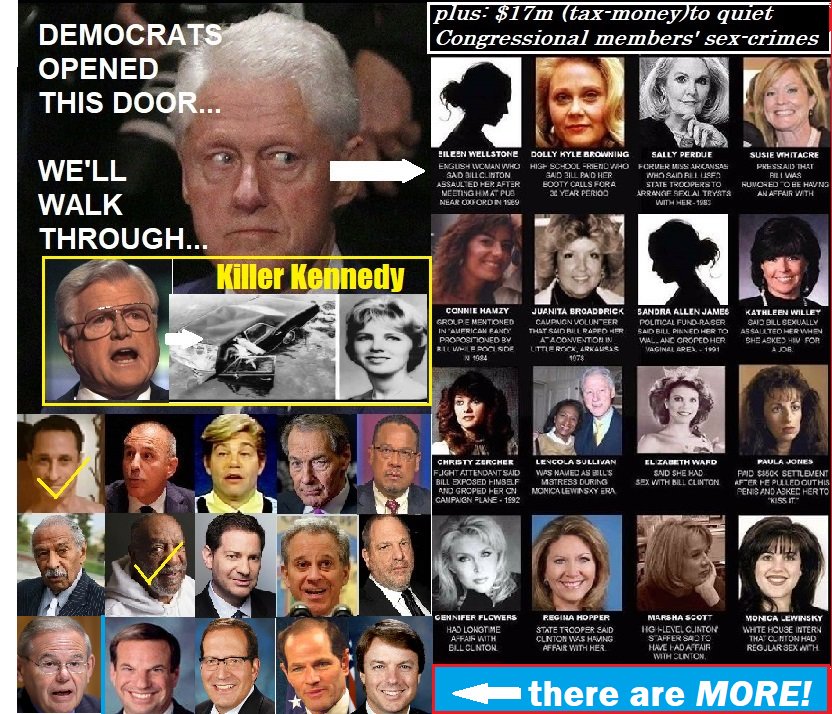 DEMOCRATS
OPENED
THIS DOOR...
WE'LL
WALK
THROUGH...
Killer Kennedy
plus: $17m (tax-money)to quiet
Congressional members' sex-crimes
EILEEN WELLSTONE
ENGLISH WOMAN WHO
SAID BILL CLINTON
ASSAULTED HER AFTER
MEETING HIM AT PUB
NEAR OXFORD IN 1969
DOLLY KYLE BROWNING
HIGH SCHOOL FRIEND WHO
SAID BILL PAID HER
BOOTY CALLS FOR A
30 YEAR PERIOD
SALLY PERDUE
FORMER MISS ARKANSAS
WHO SAID BILL USED
STATE TROOPERS TO
ARRANGE SEXUAL TRYSTS
WITH HER - 1983
SUSIE WHITACRE
PRESS SAID THAT
BILL WAS
RUMORED TO BE HAVING
AN AFFAIR WITH
CONNIE HAMZY
GROUPIE MENTIONED
IN "AMERICAN BAND"
PROPOSITIONED BY
BILL WHILE POOLSIDE
IN 1984
JUANITA BROADDRICK
CAMPAIGN VOLUNTEER
THAT SAID BILL RAPED HER
AT A CONVENTION IN
LITTLE ROCK, ARKANSAS
1978
SANDRA ALLEN JAMES
POLITICAL FUND-RAISER
SAID BILL PINNED HER TO
WALL AND GROPED HER
VAGINAL AREA - 1991
KATHLEEN WILLEY
SAID BILL SEXUALLY
ASSAULTED HER WHEN
SHE ASKED HIM FOR
A JOB.
CHRISTY ZERCHER
FLIGHT ATTENDANT SAID
BILL EXPOSED HIMSELF
AND GROPED HER ON
CAMPAIGN PLANE - 1992
LENCOLA SULLIVAN
WAS NAMED AS BILL'S
MISTRESS DURING
MONICA LEWINSKY ERA
ELIZABETH WARD
SAID SHE HAD
SEX WITH BILL CLINTON.
PAULA JONES
PAID $850K SETTLEMENT
AFTER HE PULLED OUT HIS
PENIS AND ASKED HER TO
"KISS IT."
GENNIFER FLOWERS
HAD LONGTIME
AFFAIR WITH
BILL CLINTON.
REGINA HOPPER
STATE TROOPER SAID
CLINTON WAS HAVING
AFFAIR WITH HER.
MARSHA SCOTT
HIGH-LEVEL CLINTON
STAFFER SAID TO
HAVE HAD AFFAIR
WITH CLINTON.
MONICA LEWINSKY
WHITE HOUSE INTERN
THAT CLINTON HAD
REGULAR SEX WITH.
there are MORE!